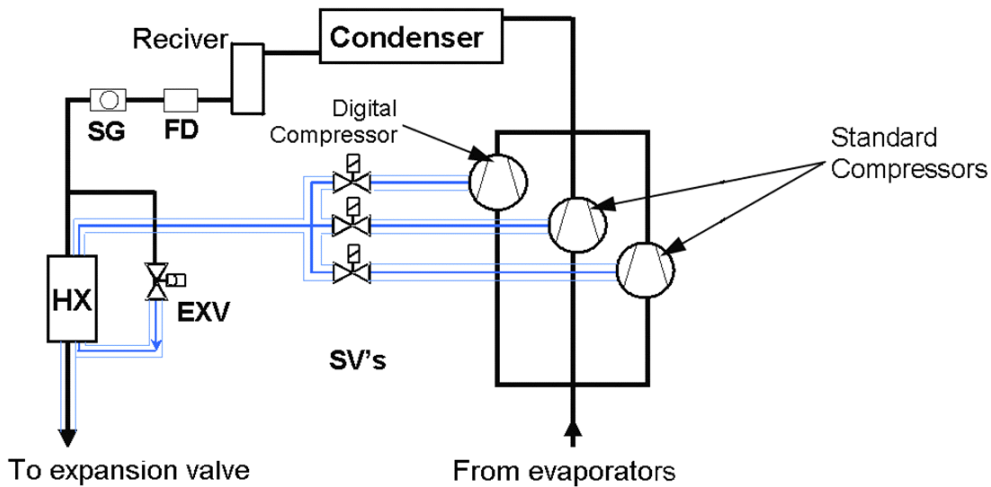 Reciver
Condenser
SG
FD
Digital
Compressor
Standard
Compressors
HX
EXV
SV's
To expansion valve
From evaporators